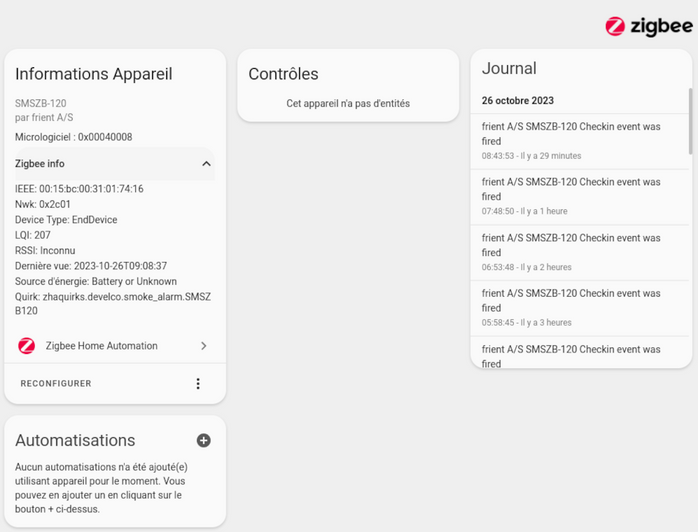 zigbee
Informations Appareil
SMSZB-120
par frient A/S
Micrologiciel : 0x00040008
Zigbee info
IEEE: 00:15:bc:00:31:01:74:16
Nwk: 0x2c01
Device Type: EndDevice
LQI: 207
RSSI: Inconnu
Dernière vue: 2023-10-26T09:08:37
Source d'énergie: Battery or Unknown
Quirk: zhaquirks.develco.smoke_alarm.SMSZ
B120
Zigbee Home Automation
RECONFIGURER
Automatisations
Aucun automatisations n'a été ajouté(e)
utilisant appareil pour le moment. Vous
pouvez en ajouter un en cliquant sur le
bouton + ci-dessus.
Contrôles
Cet appareil n'a pas d'entités
Journal
26 octobre 2023
frient A/S SMSZB-120 Checkin event was
fired
08:43:53 - Il y a 29 minutes
frient A/S SMSZB-120 Checkin event was
fired
07:48:50 - Il y a 1 heure
frient A/S SMSZB-120 Checkin event was
fired
06:53:48 - Il y a 2 heures
frient A/S SMSZB-120 Checkin event was
fired
05:58:45 - Il y a 3 heures
frient A/S SMSZB-120 Checkin event was
fired